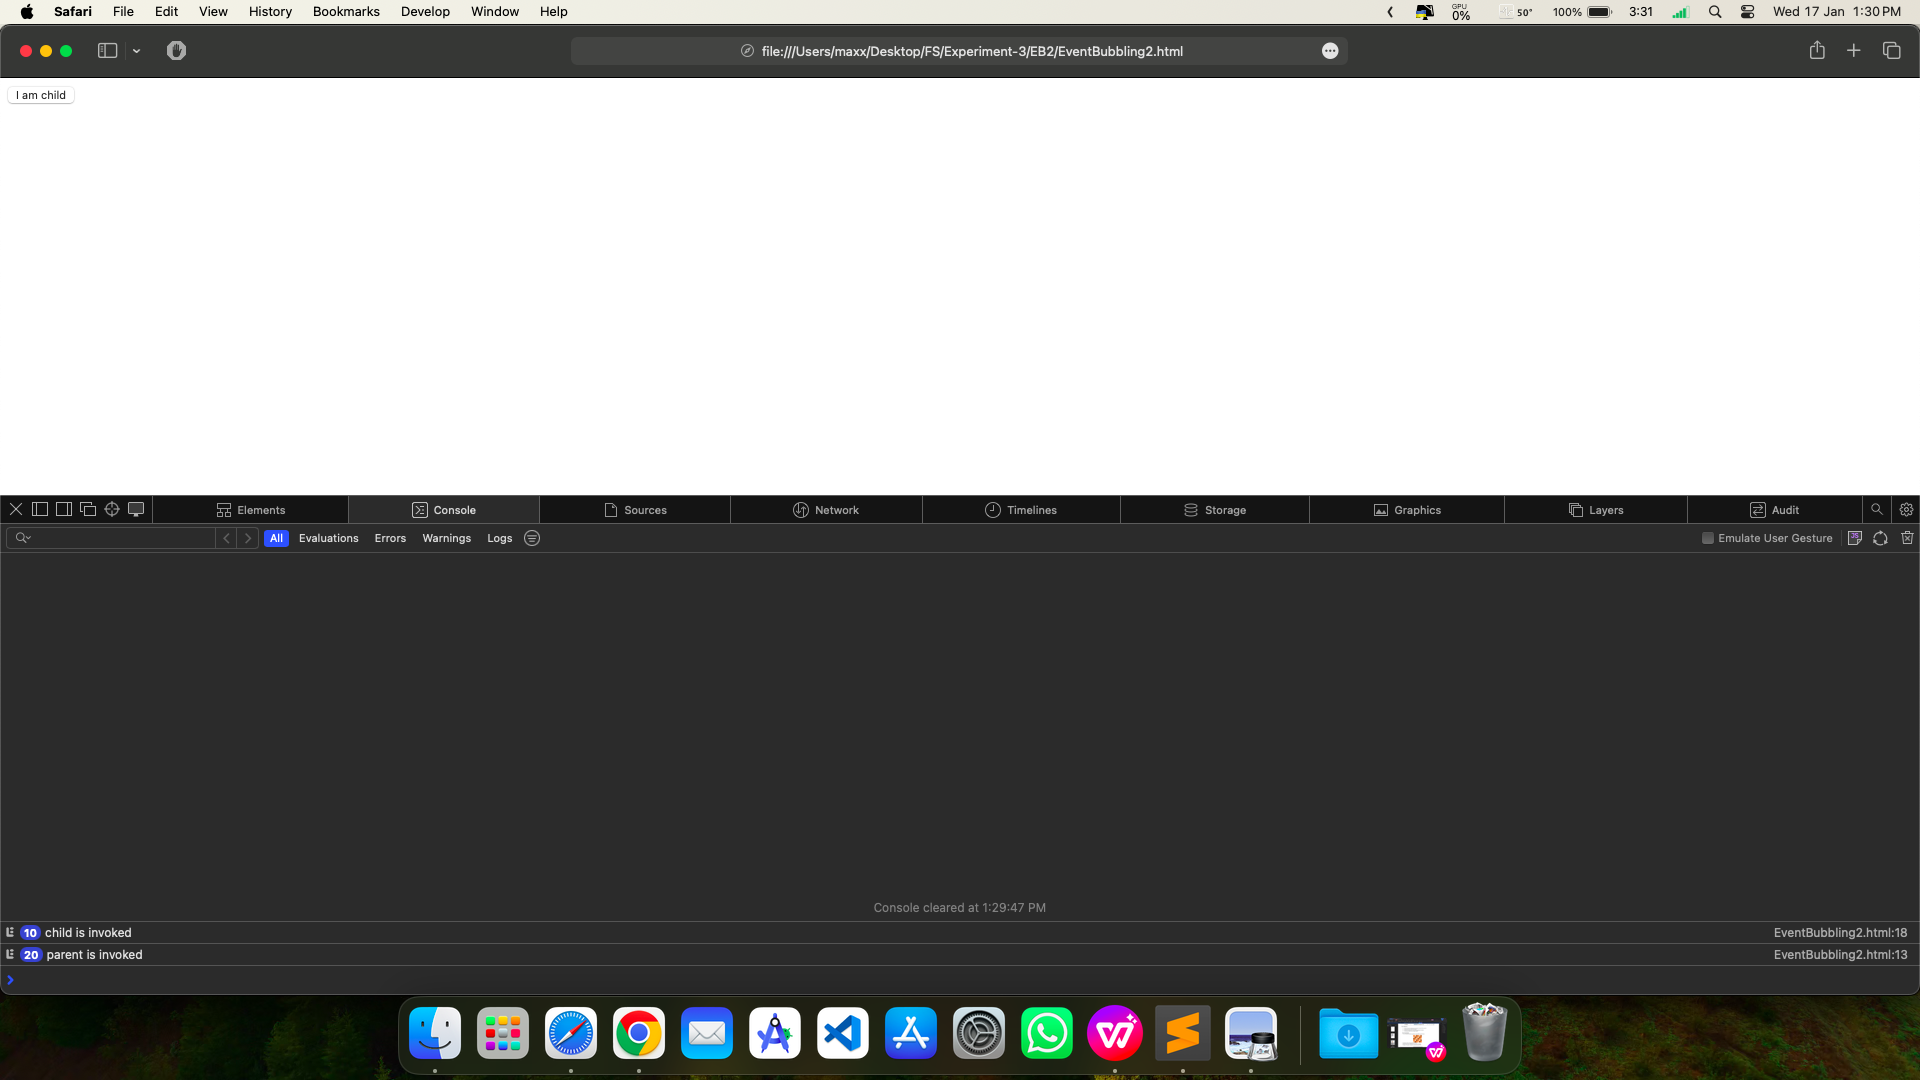 Safari File Edit View History Bookmarks Develop Window Help GPU 0% 50° 100% 3:31 Wed 17 Jan 1:30 PM
file:///Users/maxx/Desktop/FS/Experiment-3/EB2/EventBubbling2.html
I am child
Elements Console Sources Network Timelines Storage Graphics Layers Audit
All Evaluations Errors Warnings Logs Emulate User Gesture
Console cleared at 1:29:47 PM
10 child is invoked EventBubbling2.html:18
20 parent is invoked EventBubbling2.html:13